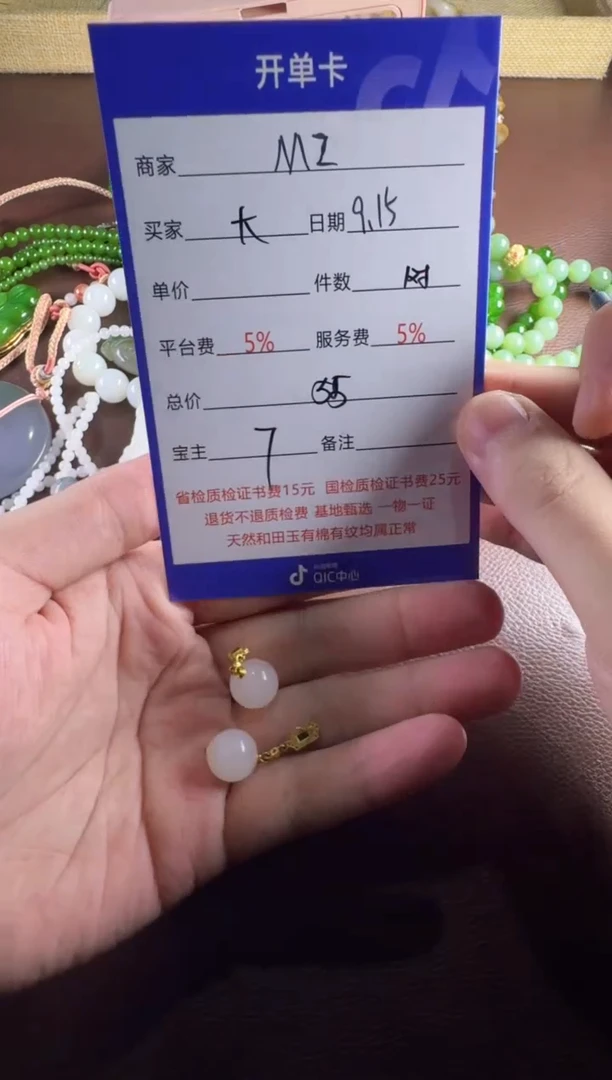 开单卡
商家 MZ
买家 长 日期 9.15
单价 件数
平台费 5% 服务费 5%
总价
宝主 7 备注
省检质检证书费15元 国检质检证书费25元
退货不退质检费 基地甄选 一物一证
天然和田玉有棉有纹均属正常
QIC中心